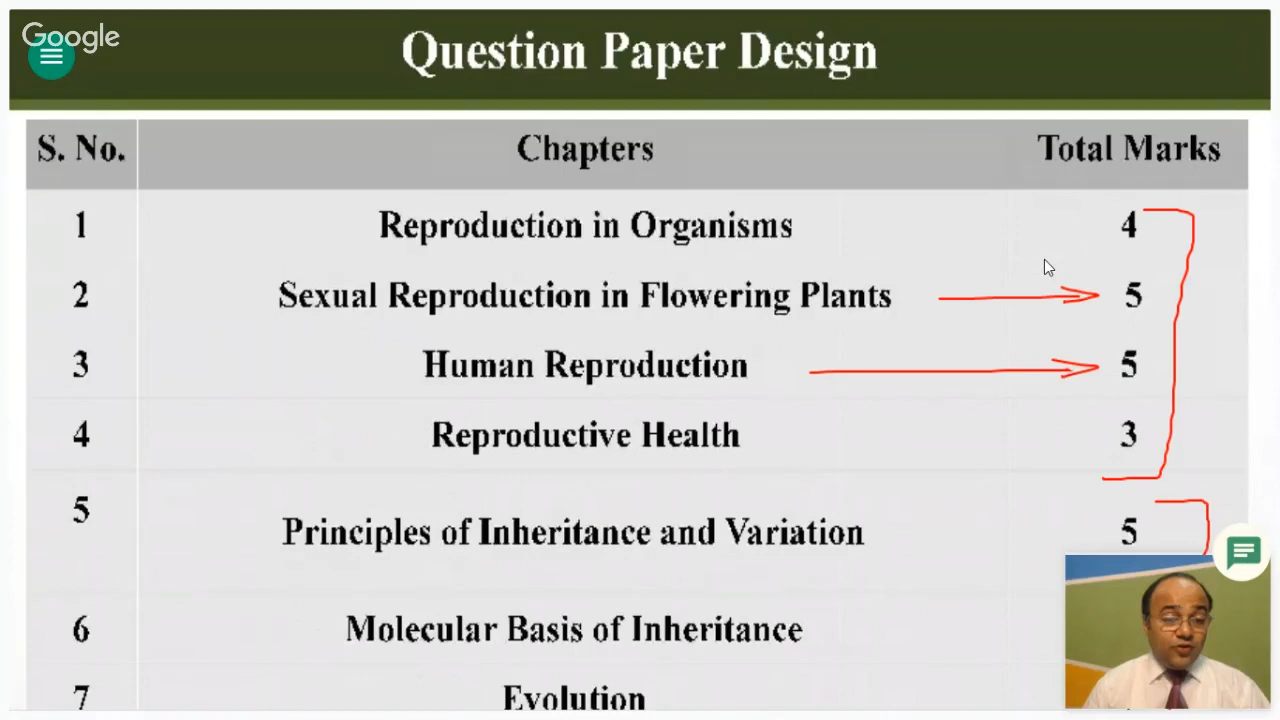 Google
Question Paper Design
S. No. Chapters Total Marks
1 Reproduction in Organisms 4
2 Sexual Reproduction in Flowering Plants 5
3 Human Reproduction 5
4 Reproductive Health 3
5 Principles of Inheritance and Variation 5
6 Molecular Basis of Inheritance
7 Evolution